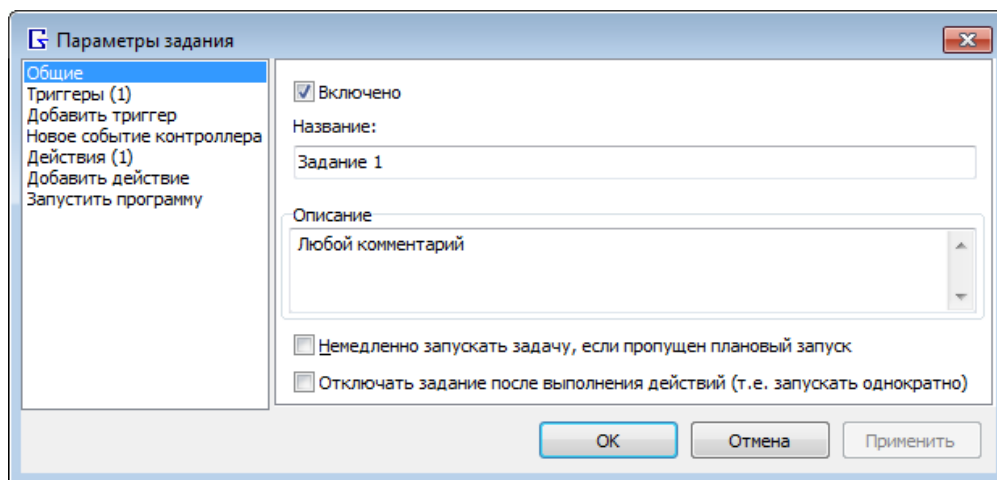 Параметры задания
Общие
Триггеры (1)
Добавить триггер
Новое событие контроллера
Действия (1)
Добавить действие
Запустить программу
Включено
Название:
Задание 1
Описание
Любой комментарий
Немедленно запускать задачу, если пропущен плановый запуск
Отключать задание после выполнения действий (т.е. запускать однократно)
OK
Отмена
Применить